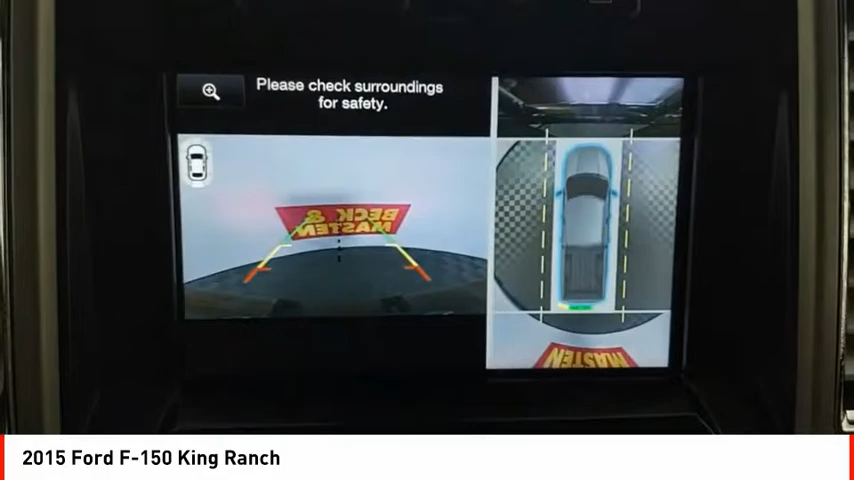 Please check surroundings
for safety.
BECK &
MASTEN
MASTEN
2015 Ford F-150 King Ranch